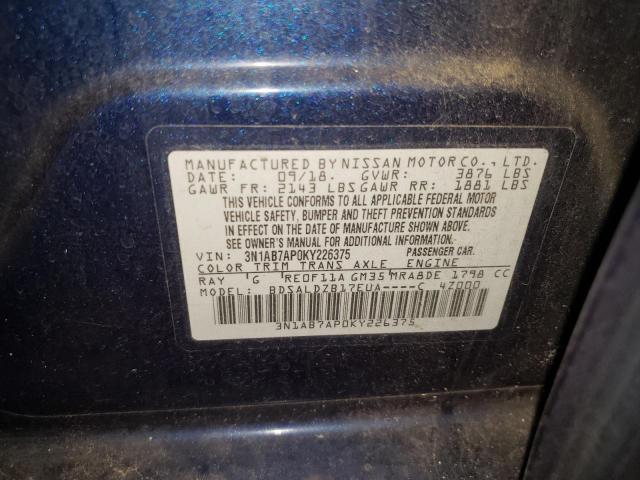 MANUFACTURED BY NISSAN MOTOR CO., LTD.
DATE: 09/18. GVWR: 3876 LBS
GAWR FR: 2143 LBS GAWR RR: 1881 LBS
THIS VEHICLE CONFORMS TO ALL APPLICABLE FEDERAL MOTOR
VEHICLE SAFETY, BUMPER AND THEFT PREVENTION STANDARDS
IN EFFECT ON THE DATE OF MANUFACTURE SHOWN ABOVE.
SEE OWNER'S MANUAL FOR ADDITIONAL INFORMATION.
VIN: 3N1AB7AP0KY226375 PASSENGER CAR.
COLOR TRIM TRANS AXLE ENGINE
RAY G RE0F11A GM35 MRA8DE 1798 CC
MODEL: BDSALDZB17EUA----C 4Z000
3N1AB7AP0KY226375